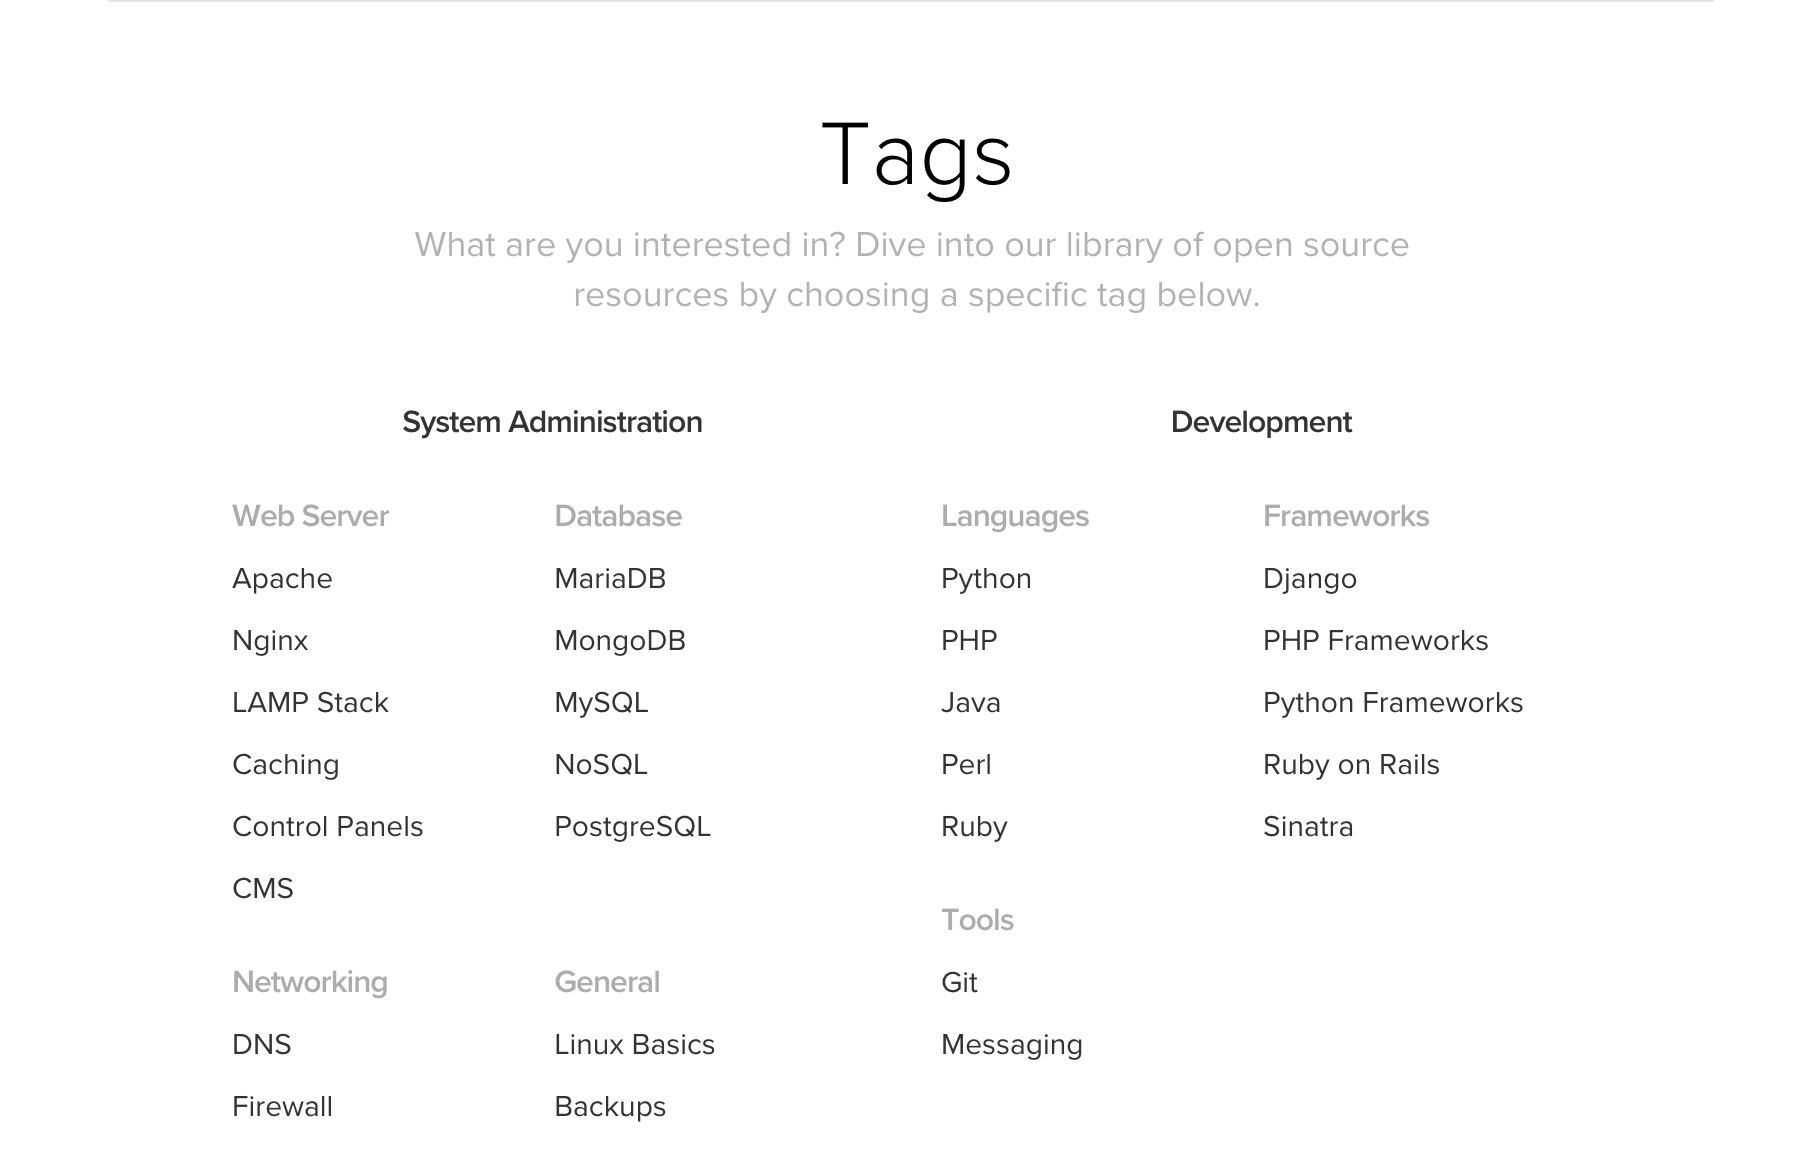 Tags
What are you interested in? Dive into our library of open source
resources by choosing a specific tag below.
System Administration
Web Server
Apache
Nginx
LAMP Stack
Caching
Control Panels
CMS
Database
MariaDB
MongoDB
MySQL
NoSQL
PostgreSQL
Networking
DNS
Firewall
General
Linux Basics
Backups
Development
Languages
Python
PHP
Java
Perl
Ruby
Frameworks
Django
PHP Frameworks
Python Frameworks
Ruby on Rails
Sinatra
Tools
Git
Messaging